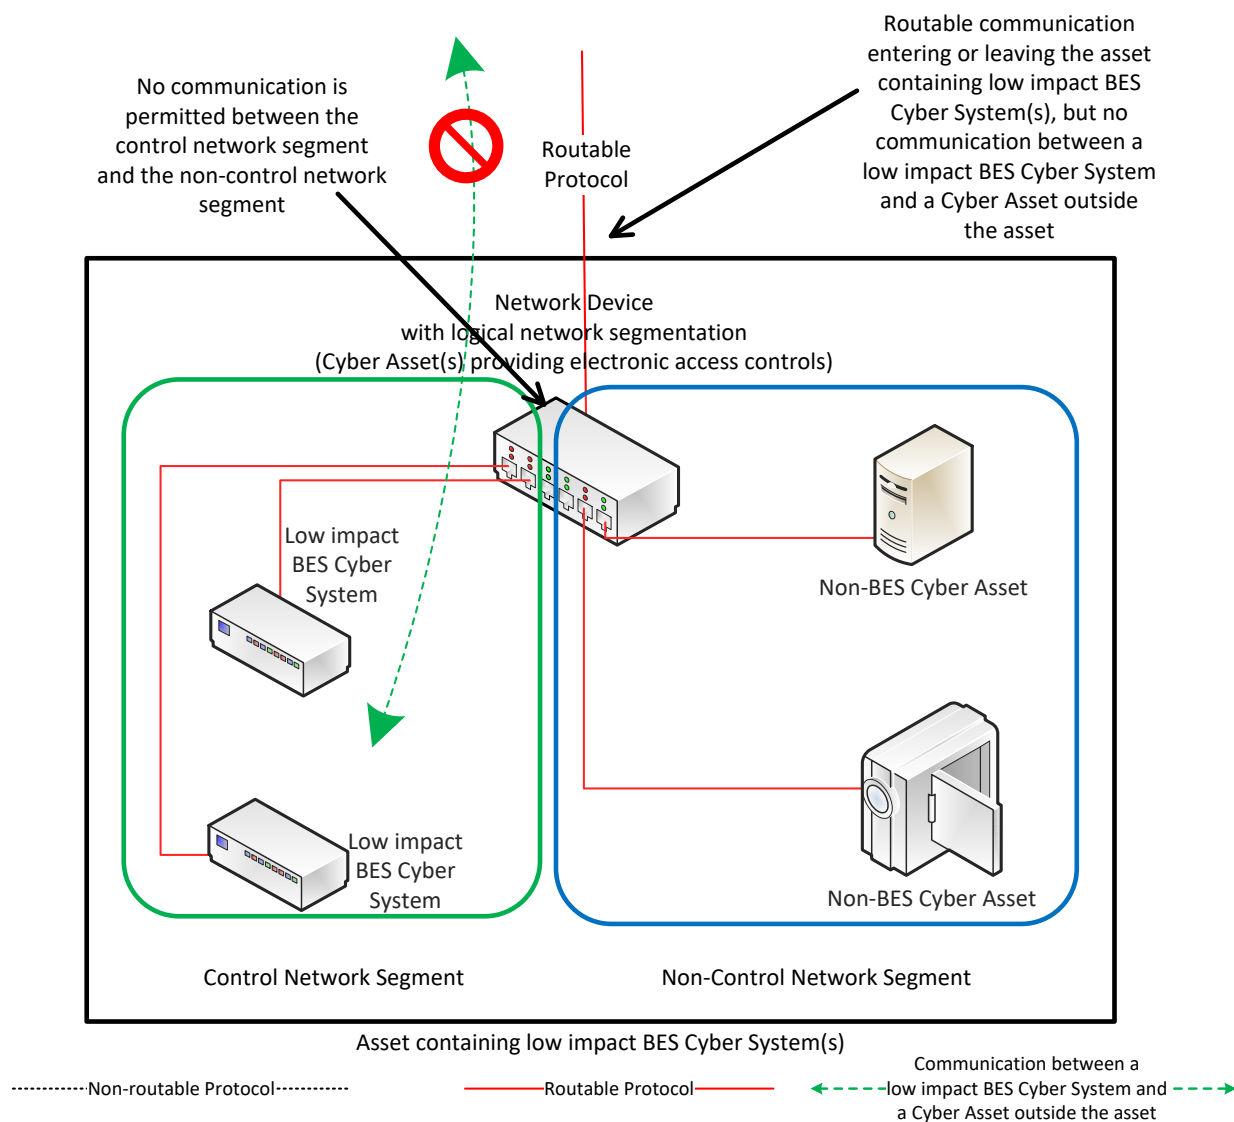 No communication is
permitted between the
control network segment
and the non-control network
segment
Routable
Protocol
Routable communication
entering or leaving the asset
containing low impact BES
Cyber System(s), but no
communication between a
low impact BES Cyber System
and a Cyber Asset outside
the asset
Network Device
with logical network segmentation
(Cyber Asset(s) providing electronic access controls)
Low impact
BES Cyber
System
Non-BES Cyber Asset
Low impact
BES Cyber
System
Non-BES Cyber Asset
Control Network Segment
Non-Control Network Segment
Asset containing low impact BES Cyber System(s)
Non-routable Protocol
Routable Protocol
Communication between a
low impact BES Cyber System and
a Cyber Asset outside the asset